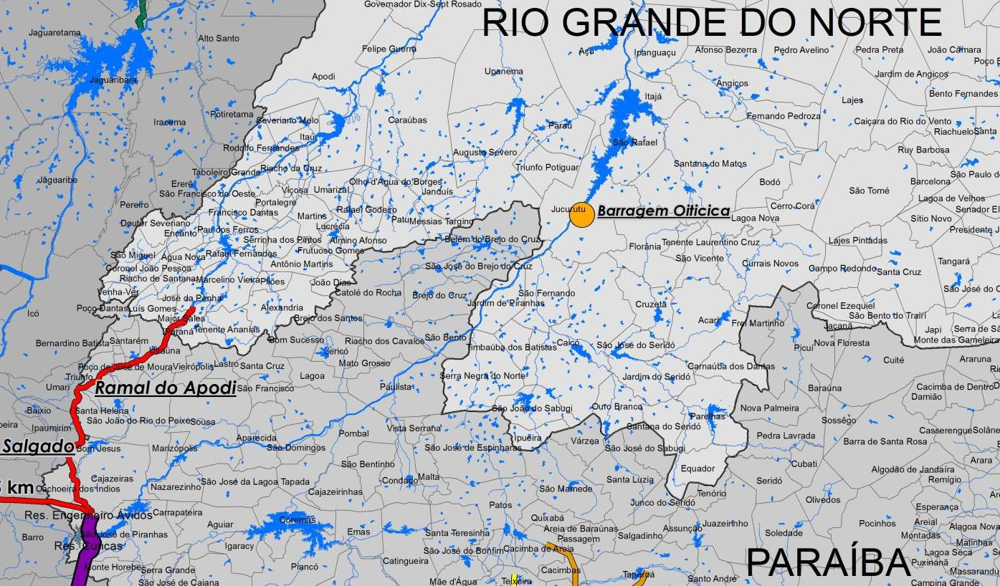 Governador Dix-Sept Rosado
RIO GRANDE DO NORTE
Jaguaretama
Alto Santo
Felipe Guerra
Açu
Ipanguaçu
Afonso Bezerra
Pedro Avelino
Pedra Preta
João Câmara
Poço
Jaguaribara
Apodi
Upanema
Jardim de Angicos
Angicos
Itajá
Bento Fernandes
Lajes
Potiretama
Iracema
Severiano Melo
Caraúbas
Paraú
Fernando Pedroza
Caiçara do Rio do Vento
Riachuelo
Santa
Itaú
Rodolfo Fernandes
São Rafael
Augusto Severo
Ruy Barbosa
Taboleiro Grande
Riacho da Cruz
Triunfo Potiguar
Santana do Matos
São Paulo d
Jaguaribe
Ererê
Olho-d'Água do Borges
Bodó
Barcelona
São Francisco do Oeste
Viçosa
Umarizal
Janduís
São Tomé
Lagoa de Velhos
Pereiro
Portalegre
Cerro Corá
Senador El
Francisco Dantas
Martins
Rafael Godeiro
Jucurutu
Barragem Oiticica
Lagoa Nova
Sítio Novo
Doutor Severiano
Lucrécia
Patu
Messias Targino
Encanto
Pau dos Ferros
Presidente J
Serrinha dos Pintos
Almino Afonso
Belém do Brejo do Cruz
Tenente Laurentino Cruz
Lajes Pintadas
Florânia
São Miguel
Água Nova
Rafael Fernandes
Frutuoso Gomes
São Vicente
Tangará
Coronel João Pessoa
Antônio Martins
São José do Brejo do Cruz
Currais Novos
Campo Redondo
Santa Cruz
Riacho de Santana
Marcelino Vieira
Pilões
João Dias
São José do C
Venha-Ver
José da Penha
Catolé do Rocha
Brejo do Cruz
São Fernando
Jardim de Piranhas
Cruzeta
Coronel Ezequiel
Poço Dantas
Luís Gomes
Alexandria
São Bento do Trairí
Icó
Major Sales
Brejo dos Santos
Acari
Frei Martinho
Jaçanã
Paraná
Tenente Ananias
Japi
Serra de Sã
Bernardino Batista
Santarém
Bom Sucesso
Riacho dos Cavalos
São Bento
Caicó
São José do Seridó
Picuí
Nova Floresta
Monte das Gameleira
Uiraúna
Jericó
Timbaúba dos Batistas
Cuité
Araruna
Poço de José de Moura
Vieirópolis
Lastro
Santa Cruz
Mato Grosso
Carnaúba dos Dantas
Triunfo
Lagoa
Serra Negra do Norte
Jardim do Seridó
Umari
Ramal do Apodi
São Francisco
Paulista
Baraúna
Cacimba de Dentro
Damião
Baixio
Santa Helena
São João do Sabugi
Ouro Branco
Nova Palmeira
São João do Rio do Peixe
Sousa
Parelhas
Sossêgo
Ipaumirim
Vista Serrana
Santana do Seridó
Casserengue
Solâne
Salgado
Aparecida
Pombal
Ipueira
Várzea
Pedra Lavrada
Barra de Santa Rosa
Bom Jesus
Marizópolis
São Domingos
São José de Espinharas
São José do Sabugi
Arara
São Bentinho
Equador
Cubati
Algodão de Jandaíra
Cajazeiras
São José da Lagoa Tapada
Condado
Malta
Santa Luzia
Seridó
Remígio
km
Cachoeira dos Índios
Nazarezinho
Cajazeirinhas
São Mamede
Tenório
Olivedos
Res. Engenheiro Ávidos
Carrapateira
Patos
Junco do Seridó
Esperança
Aguiar
Coremas
Quixabá
Juazeirinho
Pocinhos
Areial
Barro
São José de Piranhas
Emas
Santa Teresinha
Areia de Baraúnas
Assunção
Soledade
Alagoa Nova
Res. Cuncas
Igaracy
Passagem
Salgadinho
Montadas
Matinhas
São José do Bonfim
Cacimba de Areia
PARAÍBA
Lagoa Seca
Monte Horebe
Serra Grande
Piancó
Catingueira
Cacimbas
Taperoá
Puxinanã
Massarandu
São José de Caiana
Mãe d'Água
Teixeira
Santo André
Campina Grande